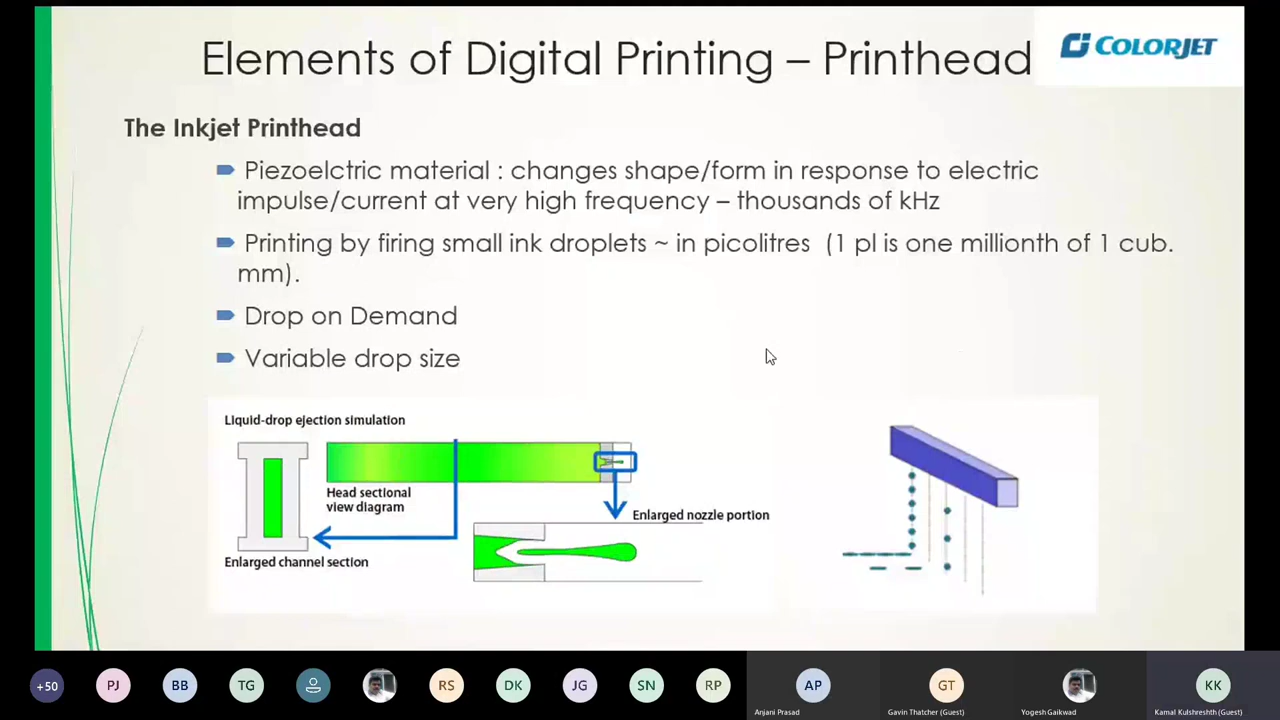 Elements of Digital Printing – Printhead
COLORJET
The Inkjet Printhead
Piezoelctric material : changes shape/form in response to electric
impulse/current at very high frequency – thousands of kHz
Printing by firing small ink droplets ~ in picolitres (1 pl is one millionth of 1 cub.
mm).
Drop on Demand
Variable drop size
Liquid-drop ejection simulation
Head sectional
view diagram
Enlarged nozzle portion
Enlarged channel section
+50
PJ
BB
TG
RS
DK
JG
SN
RP
AP
GT
KK
Anjani Prasad
Gavin Thatcher (Guest)
Yogesh Gaikwad
Kamal Kulshreshth (Guest)